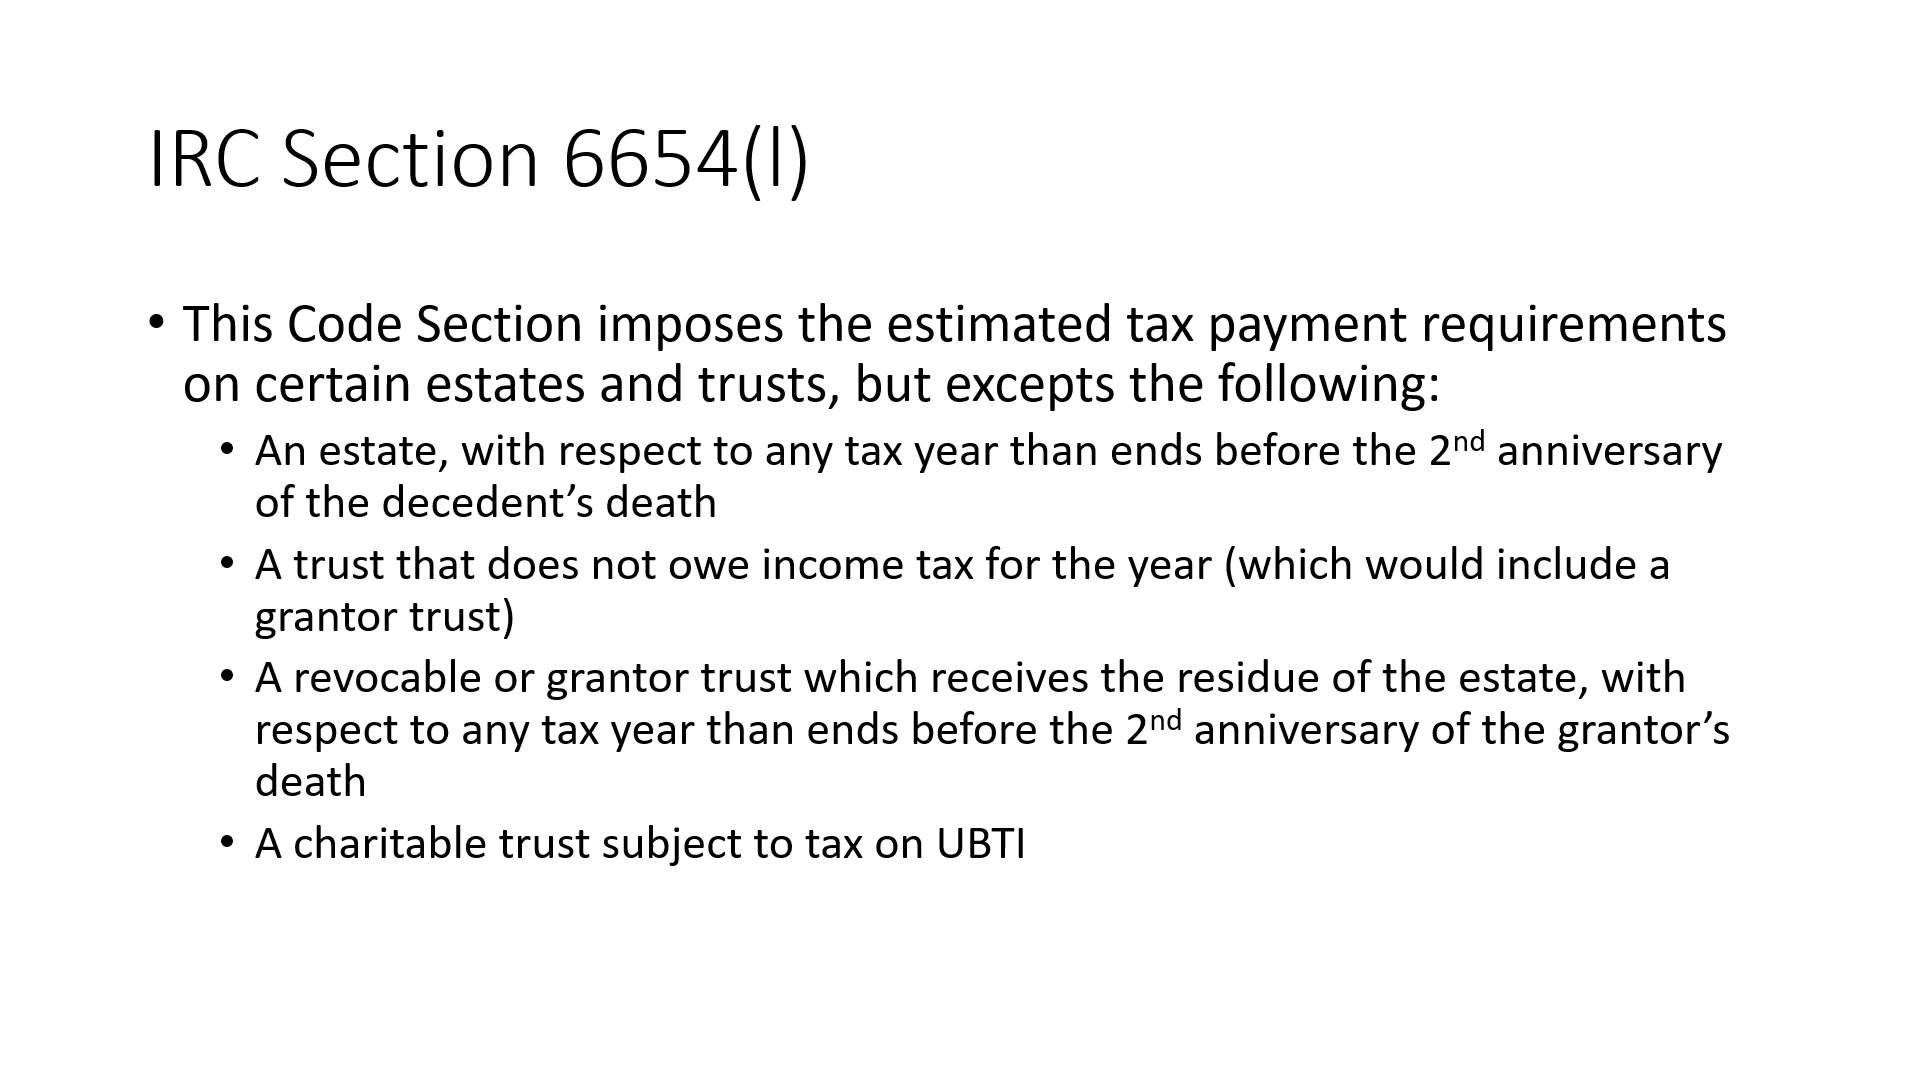 IRC Section 6654(l)
• This Code Section imposes the estimated tax payment requirements
on certain estates and trusts, but excepts the following:
• An estate, with respect to any tax year than ends before the 2nd anniversary
of the decedent’s death
• A trust that does not owe income tax for the year (which would include a
grantor trust)
• A revocable or grantor trust which receives the residue of the estate, with
respect to any tax year than ends before the 2nd anniversary of the grantor’s
death
• A charitable trust subject to tax on UBTI